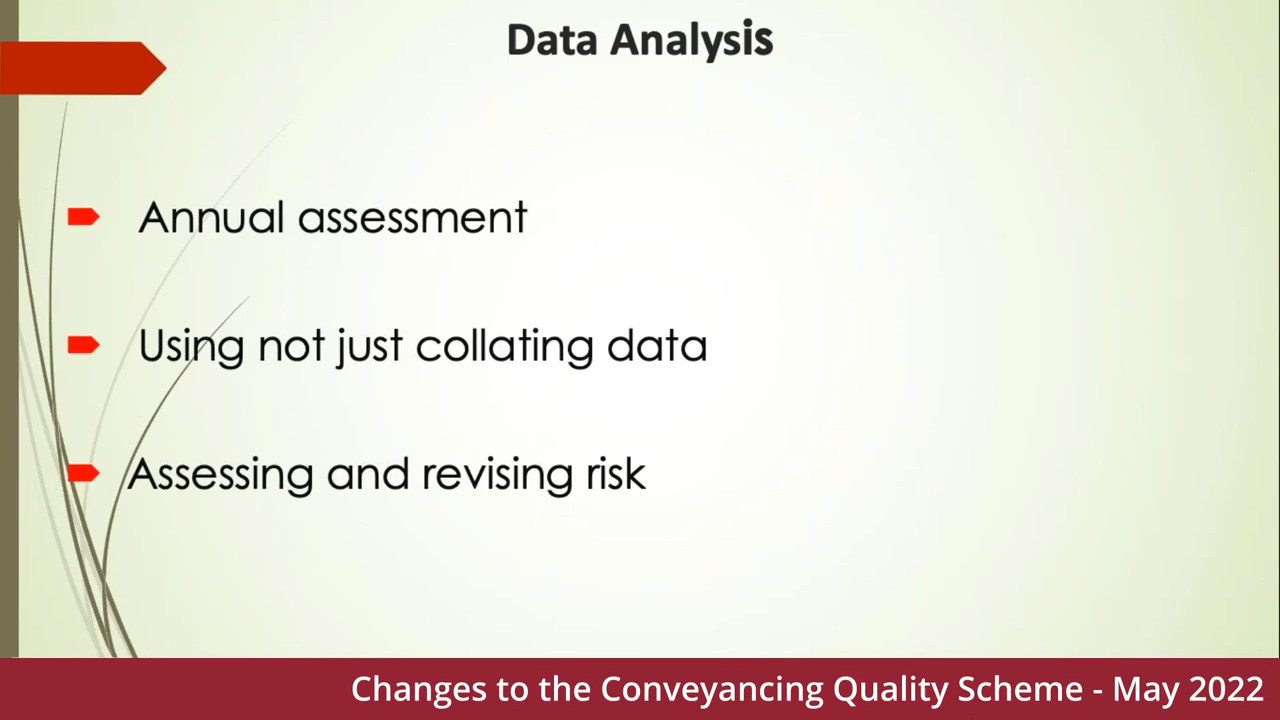 Data Analysis
Annual assessment
Using not just collating data
Assessing and revising risk
Changes to the Conveyancing Quality Scheme - May 2022